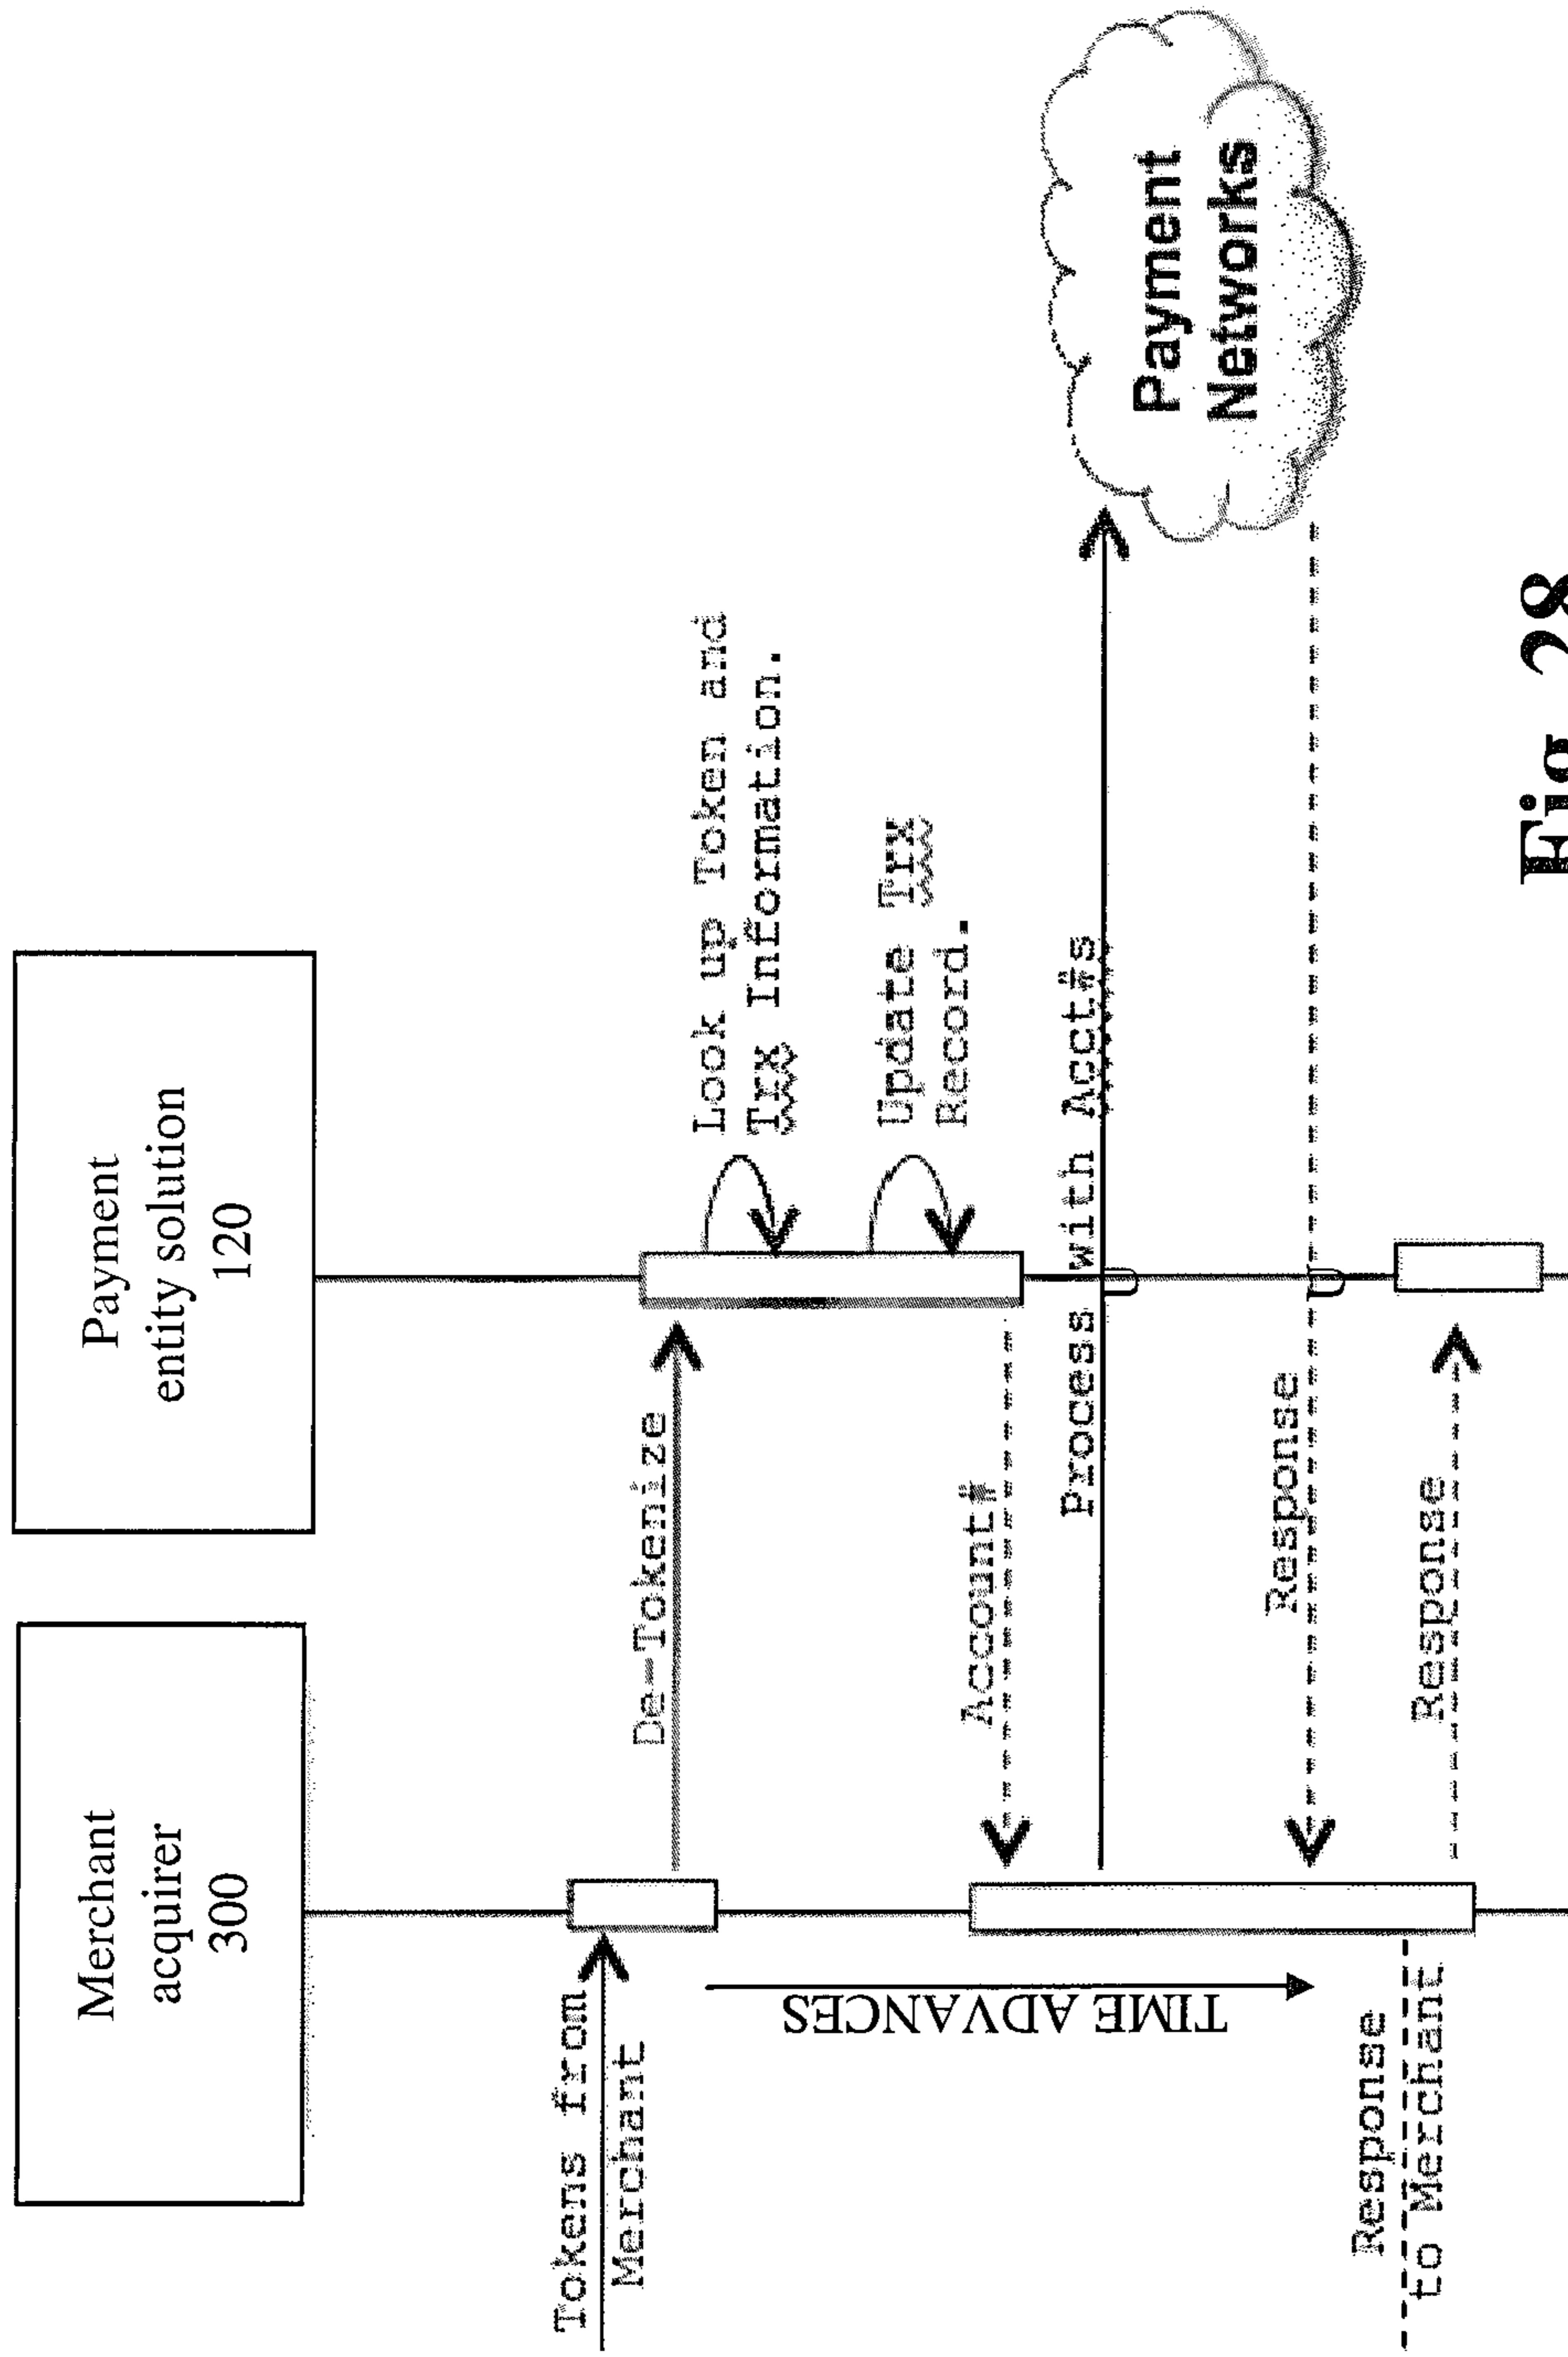 Merchant
acquirer
300
Payment
entity solution
120
Tokens from
Merchant
De-Tokenize
Look up Token and
Trx Information.
Update Trx
Record.
Account#
Process with Acct#s
Payment
Networks
TIME ADVANCES
Response
Response
to Merchant
Response
Fig. 28